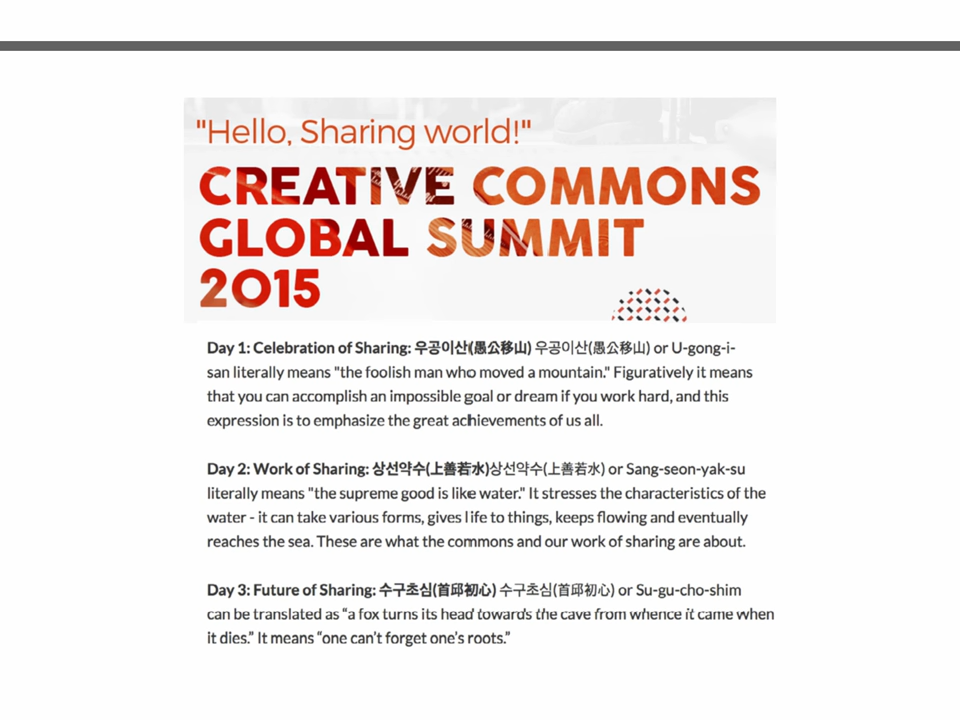 "Hello, Sharing world!"
CREATIVE COMMONS
GLOBAL SUMMIT
2015
Day 1: Celebration of Sharing: 우공이산(愚公移山) 우공이산(愚公移山) or U-gong-i-
san literally means "the foolish man who moved a mountain." Figuratively it means
that you can accomplish an impossible goal or dream if you work hard, and this
expression is to emphasize the great achievements of us all.
Day 2: Work of Sharing: 상선약수(上善若水)상선약수(上善若水) or Sang-seon-yak-su
literally means "the supreme good is like water." It stresses the characteristics of the
water - it can take various forms, gives life to things, keeps flowing and eventually
reaches the sea. These are what the commons and our work of sharing are about.
Day 3: Future of Sharing: 수구초심(首邱初心) 수구초심(首邱初心) or Su-gu-cho-shim
can be translated as “a fox turns its head towards the cave from whence it came when
it dies.” It means “one can’t forget one’s roots.”